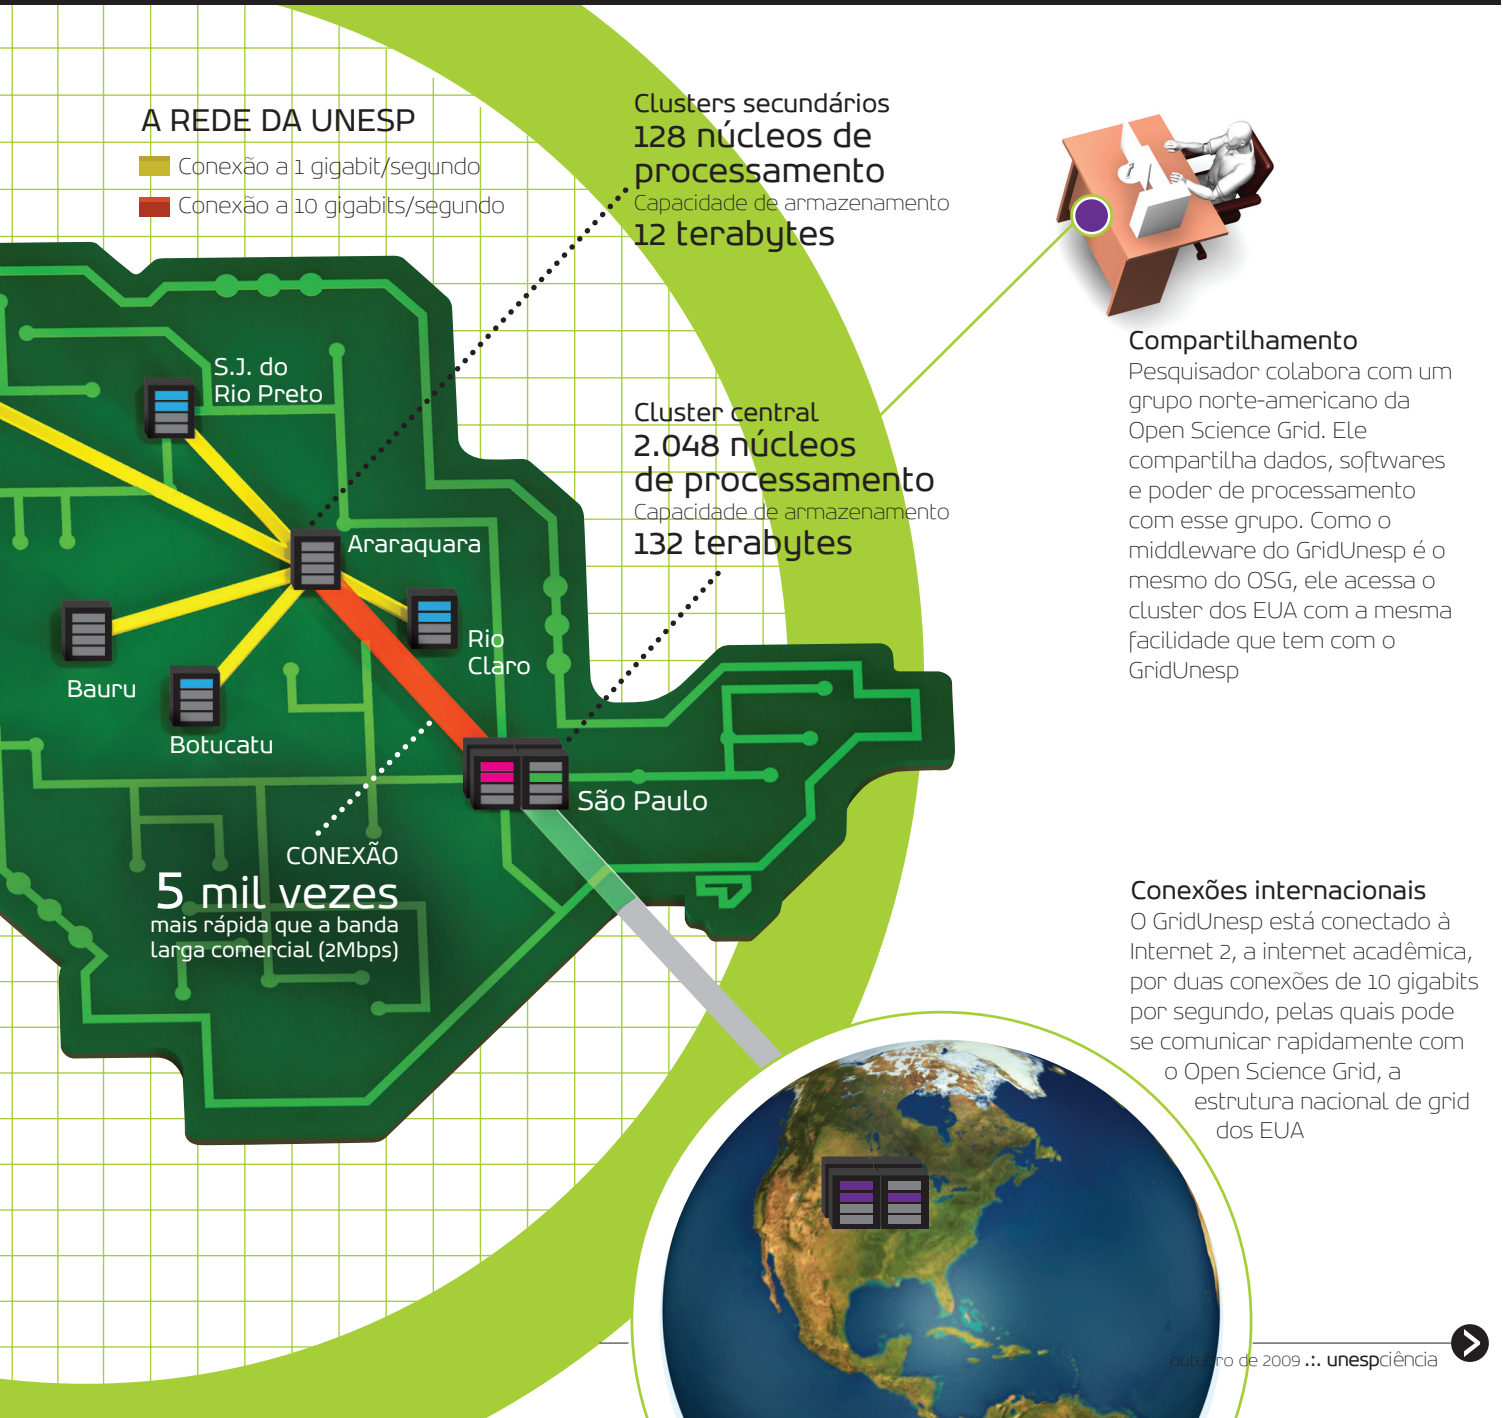 A REDE DA UNESP
Conexão a 1 gigabit/segundo
Conexão a 10 gigabits/segundo
Clusters secundários
128 núcleos de
processamento
Capacidade de armazenamento
12 terabytes
S.J. do
Rio Preto
Araraquara
Rio
Claro
Bauru
Botucatu
São Paulo
Cluster central
2.048 núcleos
de processamento
Capacidade de armazenamento
132 terabytes
CONEXÃO
5 mil vezes
mais rápida que a banda
larga comercial (2Mbps)
Compartilhamento
Pesquisador colabora com um
grupo norte-americano da
Open Science Grid. Ele
compartilha dados, softwares
e poder de processamento
com esse grupo. Como o
middleware do GridUnesp é o
mesmo do OSG, ele acessa o
cluster dos EUA com a mesma
facilidade que tem com o
GridUnesp
Conexões internacionais
O GridUnesp está conectado à
Internet 2, a internet acadêmica,
por duas conexões de 10 gigabits
por segundo, pelas quais pode
se comunicar rapidamente com
o Open Science Grid, a
estrutura nacional de grid
dos EUA
outubro de 2009 .:. unespciência